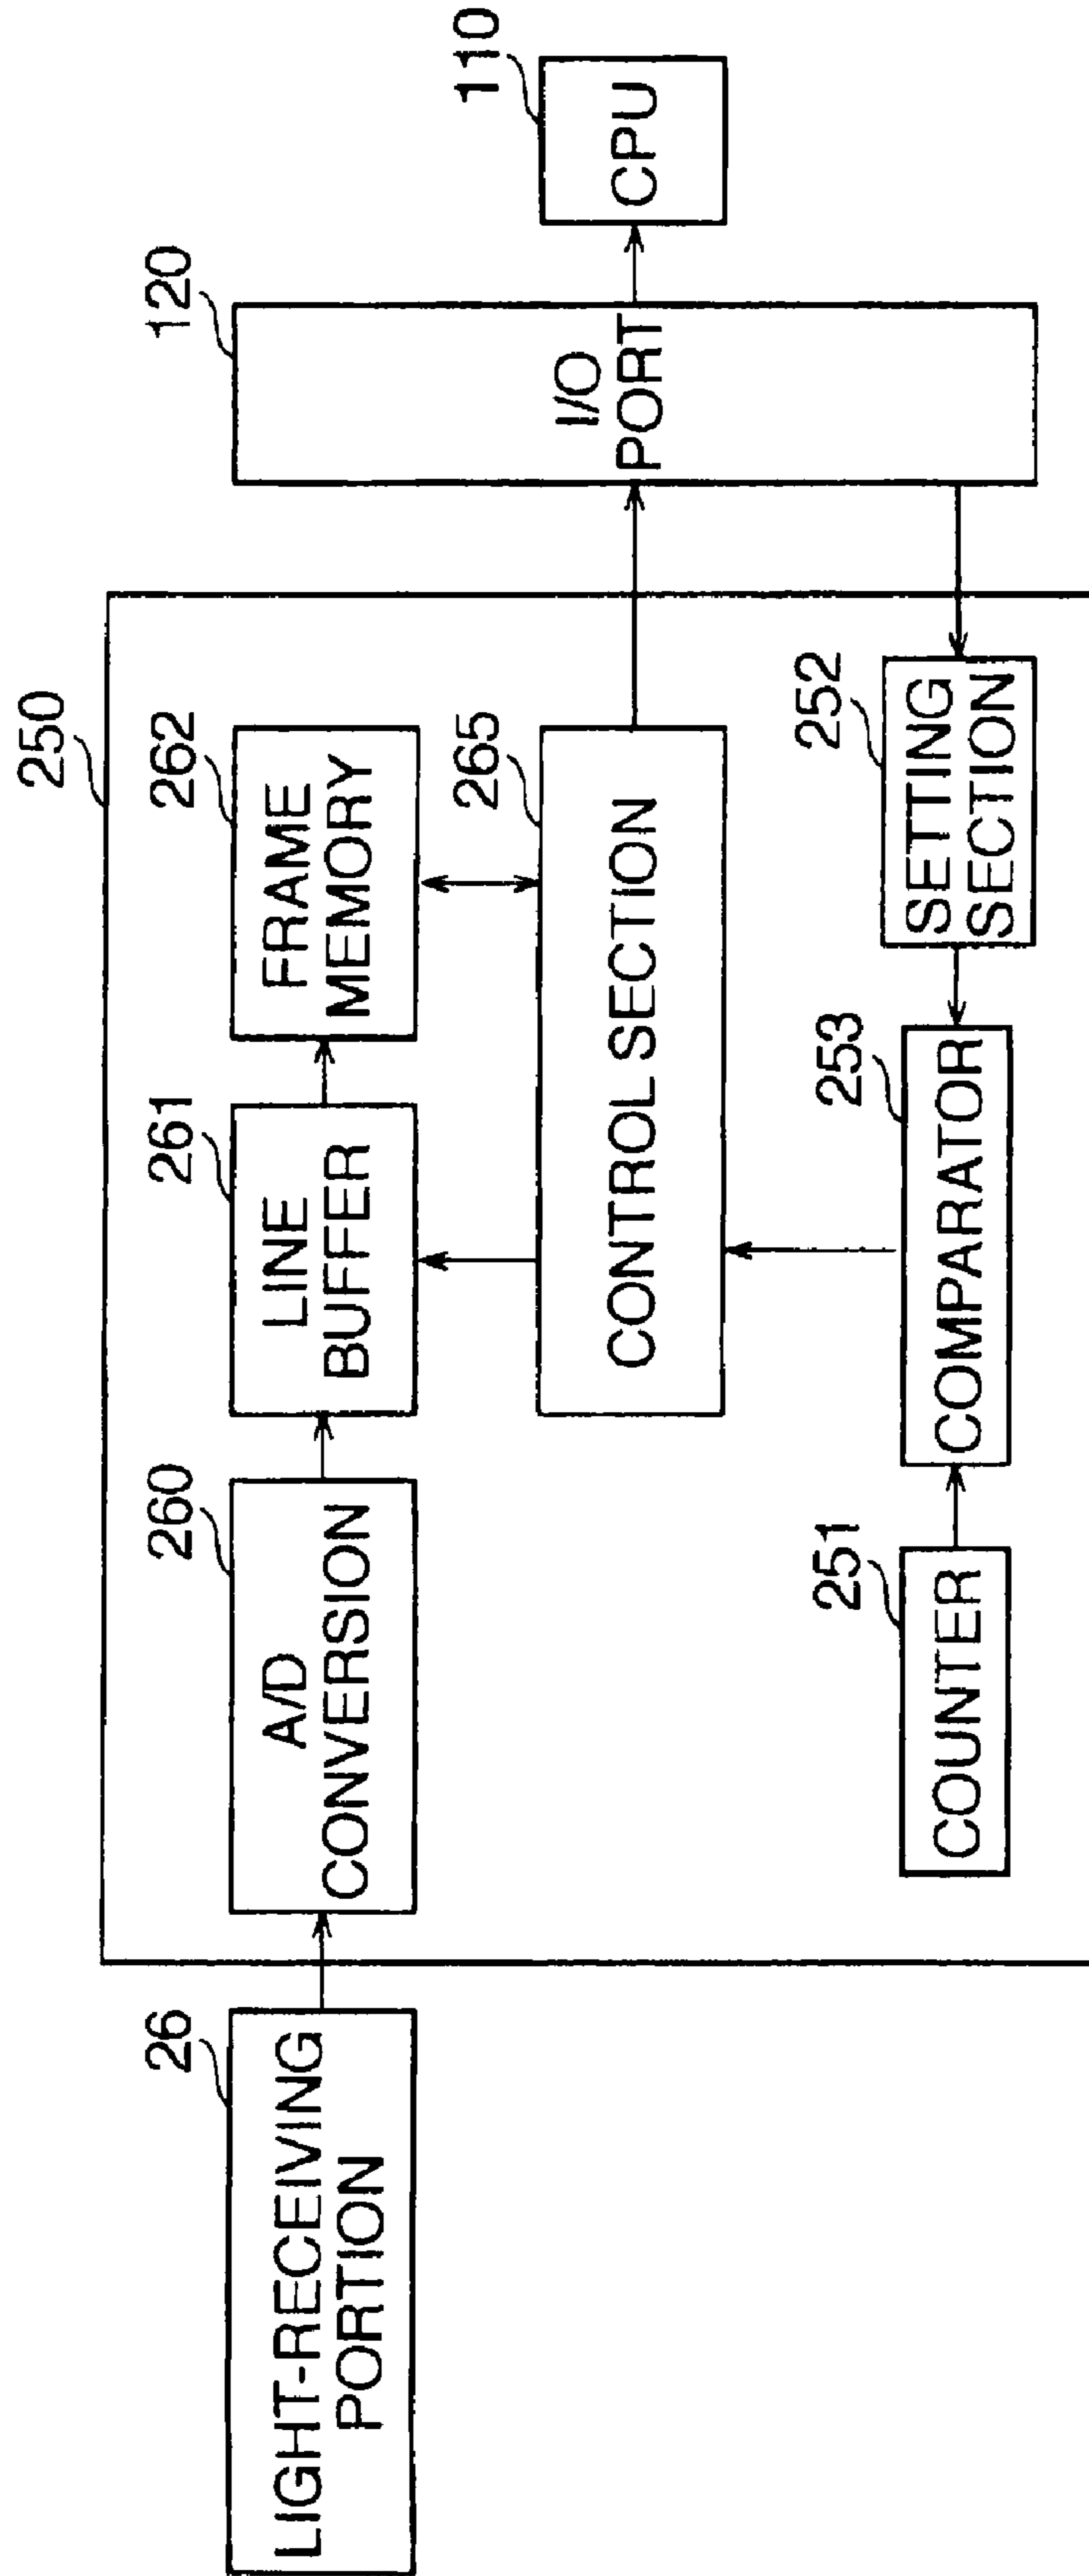 250
26
LIGHT-RECEIVING
PORTION
260
A/D
CONVERSION
261
LINE
BUFFER
262
FRAME
MEMORY
265
CONTROL SECTION
120
I/O
PORT
110
CPU
251
COUNTER
253
COMPARATOR
252
SETTING
SECTION